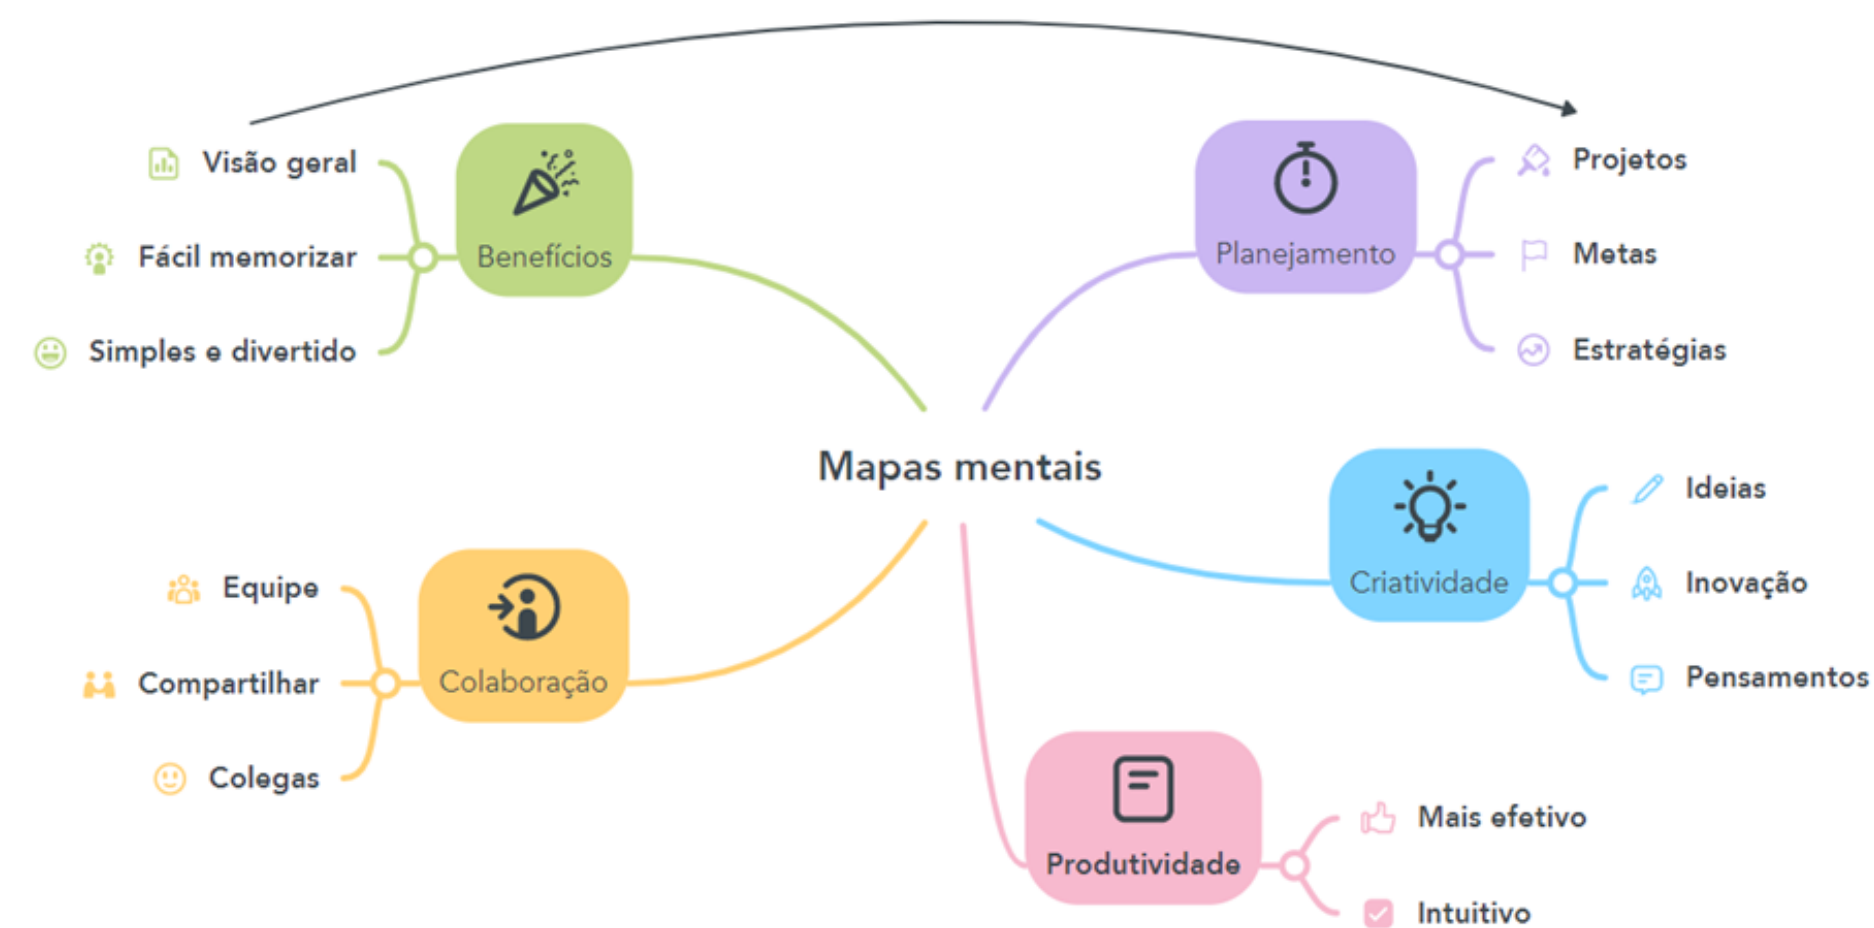 Visão geral
Fácil memorizar
Simples e divertido
Benefícios
Planejamento
Projetos
Metas
Estratégias
Mapas mentais
Criatividade
Ideias
Inovação
Pensamentos
Equipe
Compartilhar
Colegas
Colaboração
Produtividade
Mais efetivo
Intuitivo